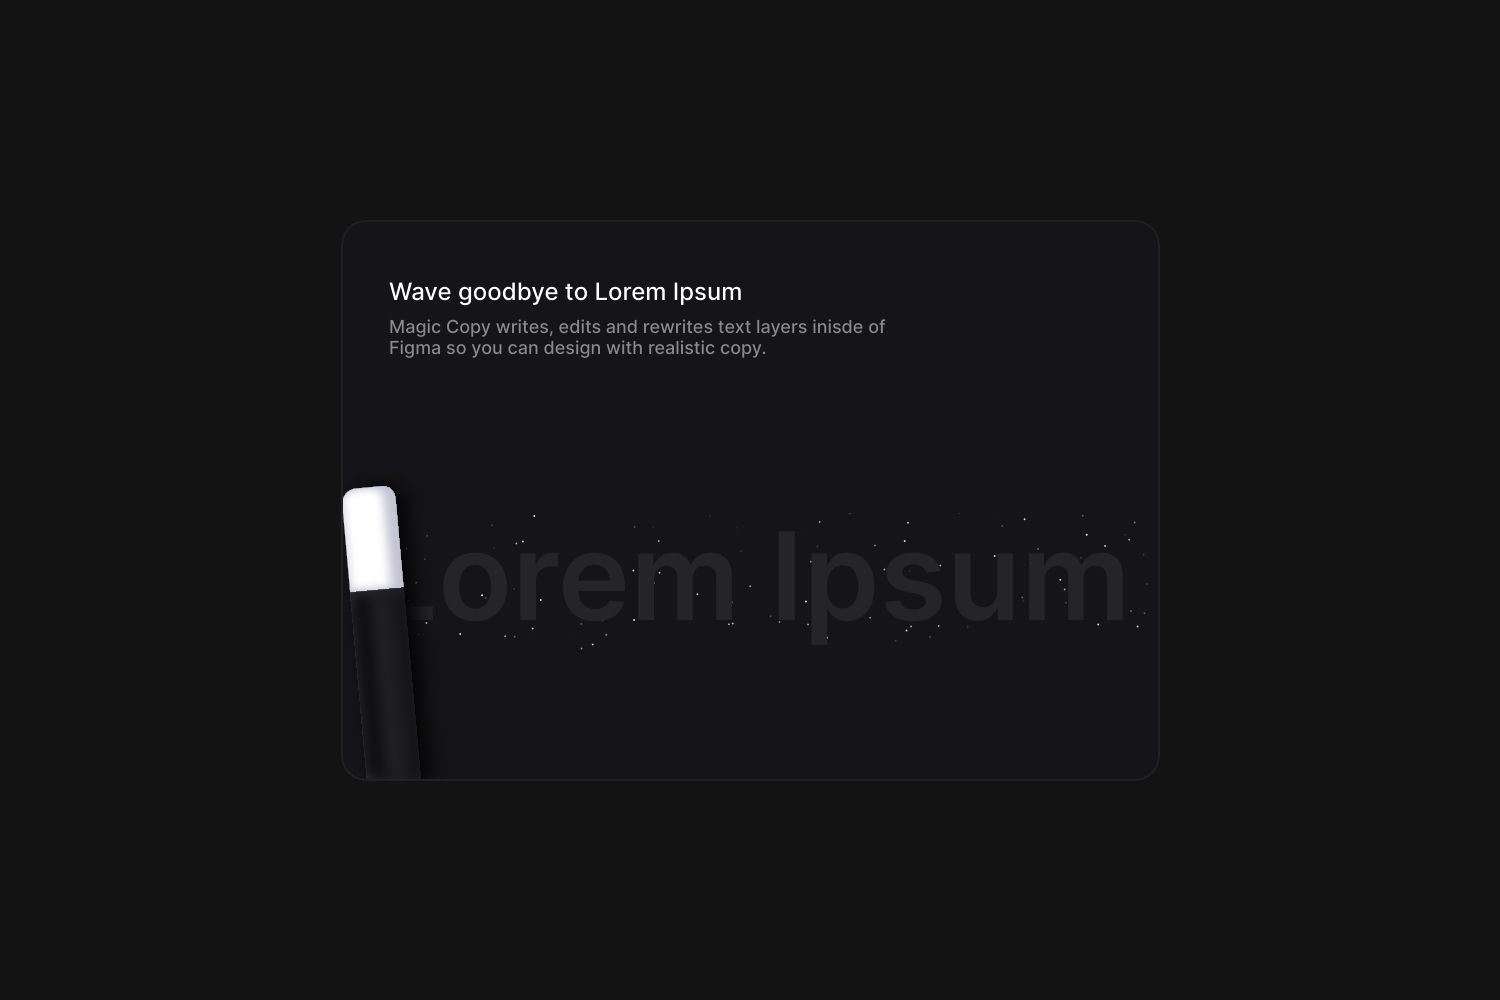 Wave goodbye to Lorem Ipsum
Magic Copy writes, edits and rewrites text layers inisde of
Figma so you can design with realistic copy.
Lorem Ipsum